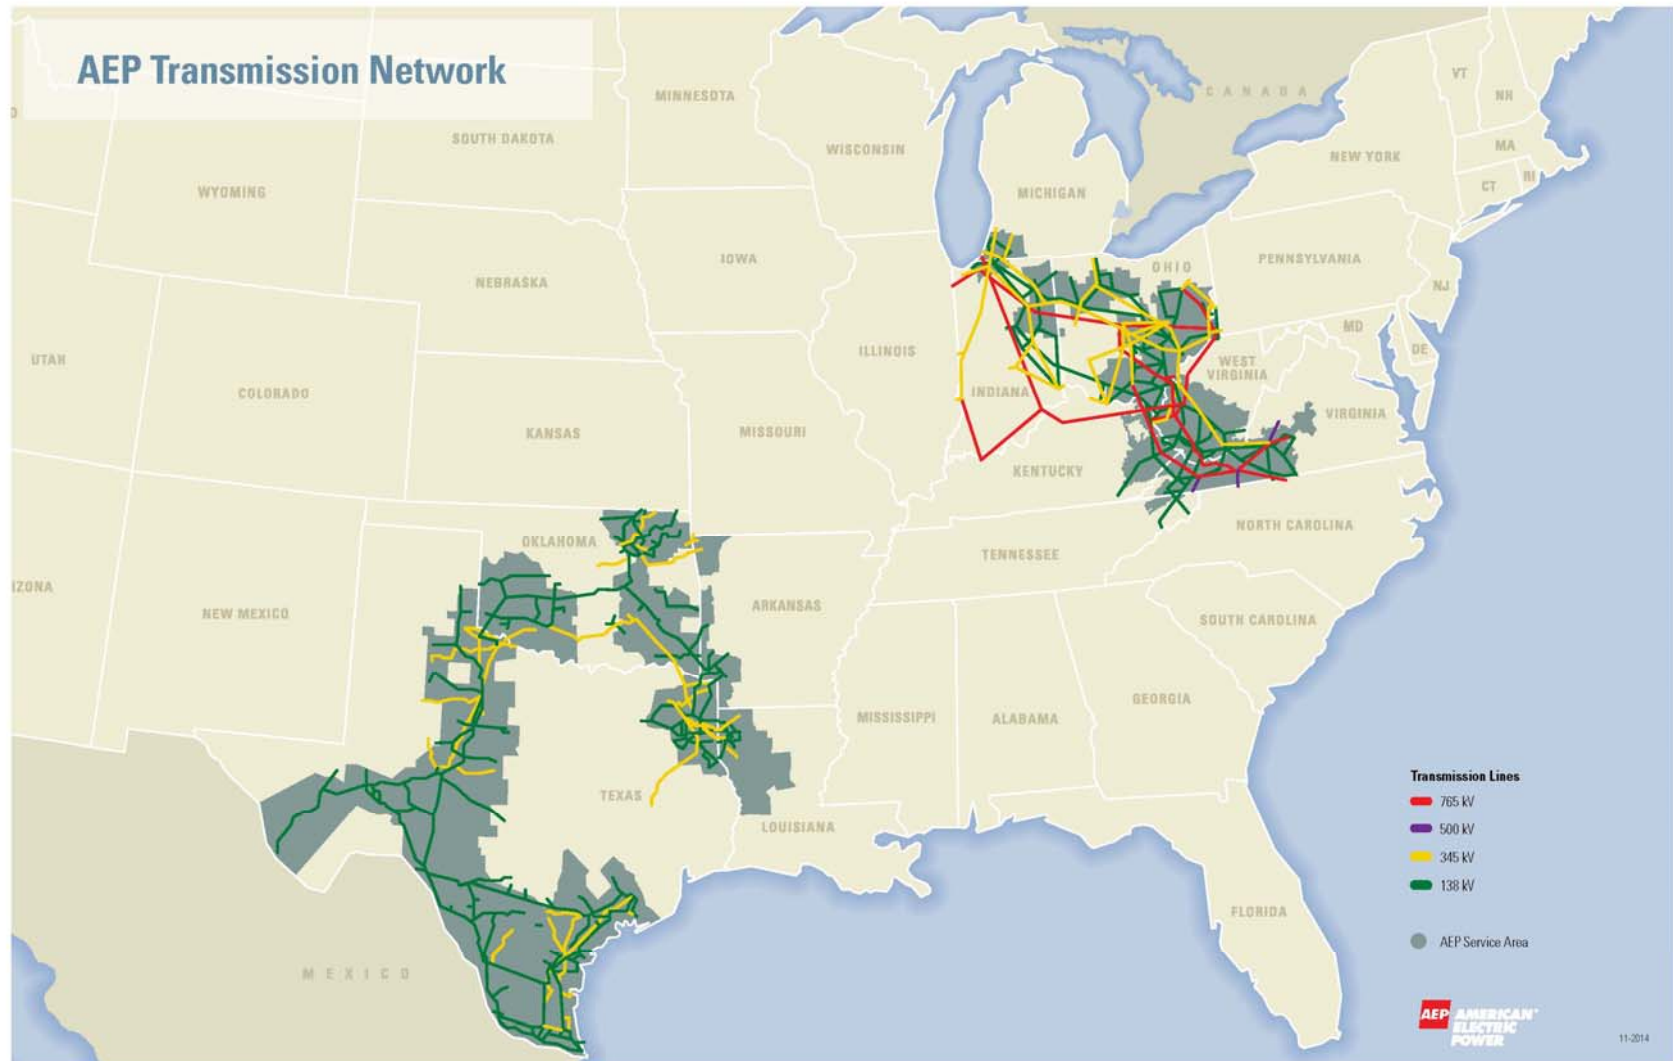 AEP Transmission Network
MINNESOTA
SOUTH DAKOTA
WISCONSIN
CANADA
VT
NH
NEW YORK
MA
CT
RI
WYOMING
MICHIGAN
IOWA
OHIO
PENNSYLVANIA
NEBRASKA
NJ
MD
DE
UTAH
ILLINOIS
WEST
VIRGINIA
COLORADO
INDIANA
VIRGINIA
KANSAS
MISSOURI
KENTUCKY
NORTH CAROLINA
OKLAHOMA
TENNESSEE
IZONA
NEW MEXICO
ARKANSAS
SOUTH CAROLINA
GEORGIA
MISSISSIPPI
ALABAMA
TEXAS
LOUISIANA
FLORIDA
MEXICO
Transmission Lines
765 kV
500 kV
345 kV
138 kV
AEP Service Area
AEP AMERICAN
ELECTRIC
POWER
11-2014